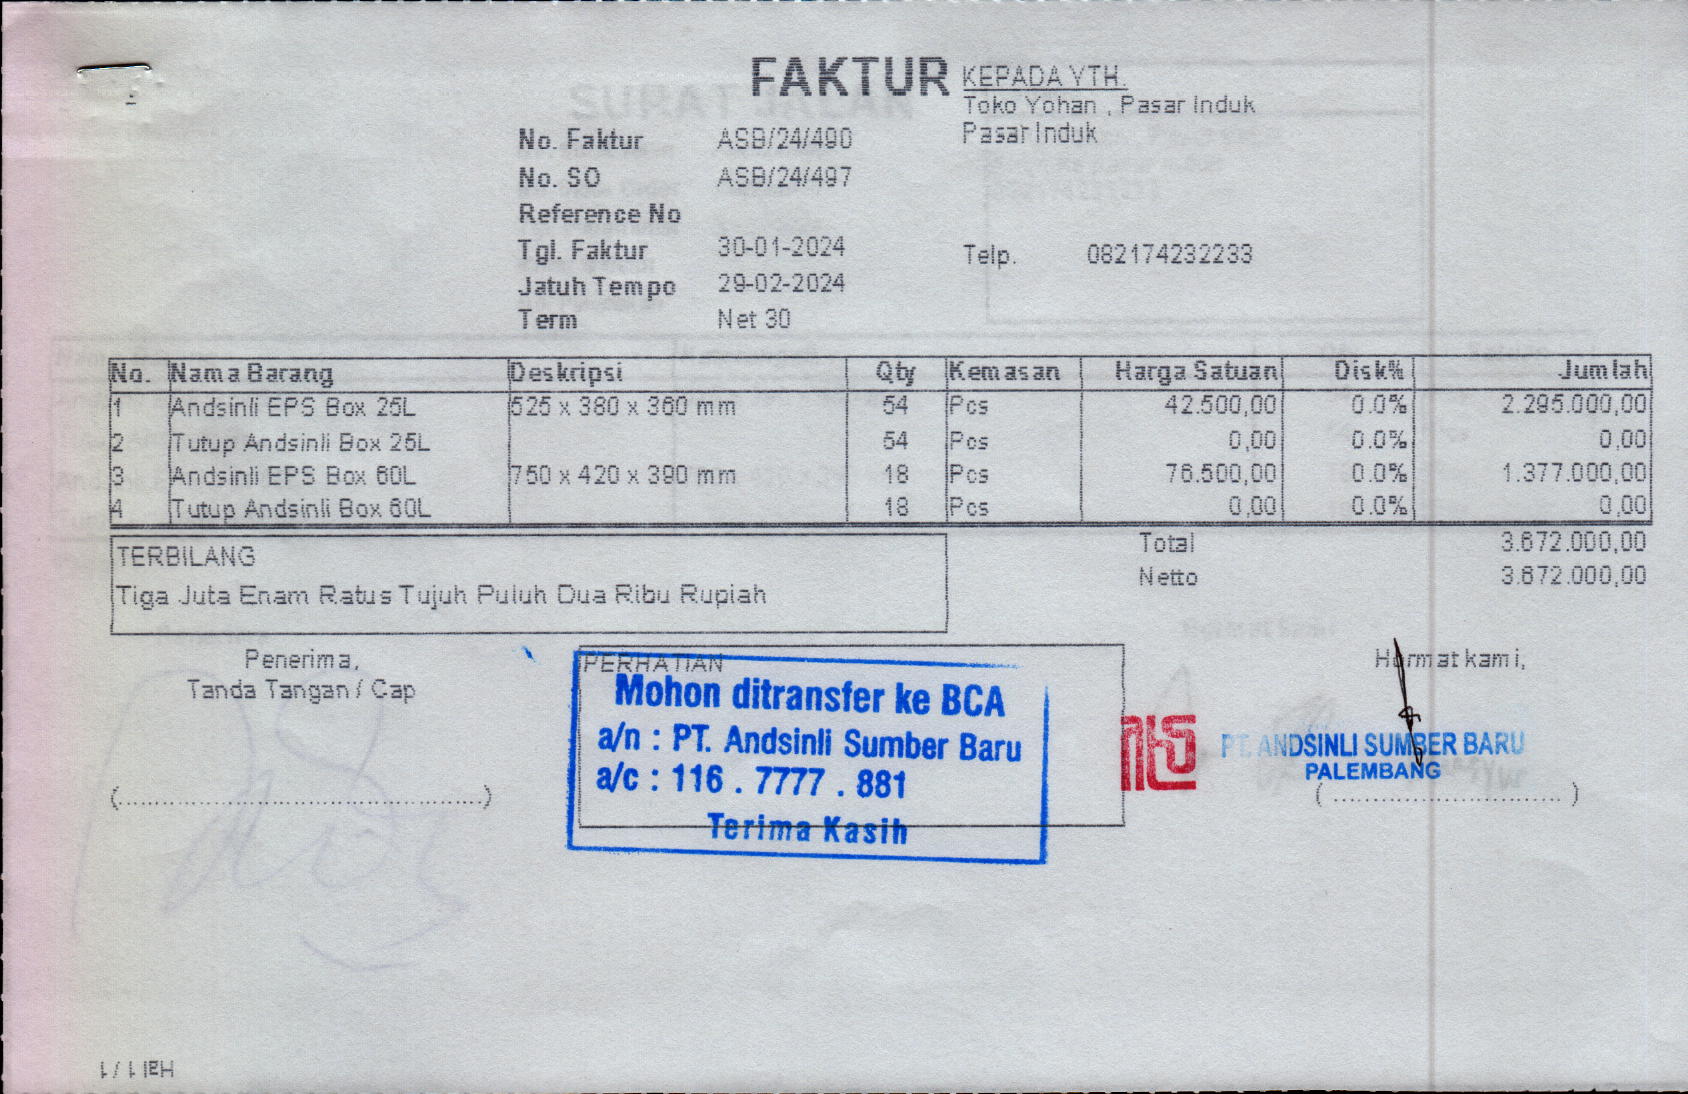 FAKTUR
KEPADA YTH.
Toko Yohan , Pasar Induk
Pasar Induk
No. Faktur ASB/24/490
No. SO ASB/24/497
Reference No
Tgl. Faktur 30-01-2024
Telp. 082174232233
Jatuh Tempo 29-02-2024
Term Net 30
No. Nama Barang Deskripsi Qty Kemasan Harga Satuan Disk% Jumlah
1 Andsinli EPS Box 25L 525 x 380 x 360 mm 54 Pcs 42.500,00 0.0% 2.295.000,00
2 Tutup Andsinli Box 25L 54 Pcs 0,00 0.0% 0,00
3 Andsinli EPS Box 60L 750 x 420 x 390 mm 18 Pcs 76.500,00 0.0% 1.377.000,00
4 Tutup Andsinli Box 60L 18 Pcs 0,00 0.0% 0,00
Total 3.672.000,00
Netto 3.672.000,00
TERBILANG
Tiga Juta Enam Ratus Tujuh Puluh Dua Ribu Rupiah
Penerima,
Tanda Tangan / Cap
(..............................................)
PERHATIAN
Mohon ditransfer ke BCA
a/n : PT. Andsinli Sumber Baru
a/c : 116 . 7777 . 881
Terima Kasih
Hormat kami,
PT. ANDSINLI SUMBER BARU
PALEMBANG
( ............................. )
Hal 1 / 1